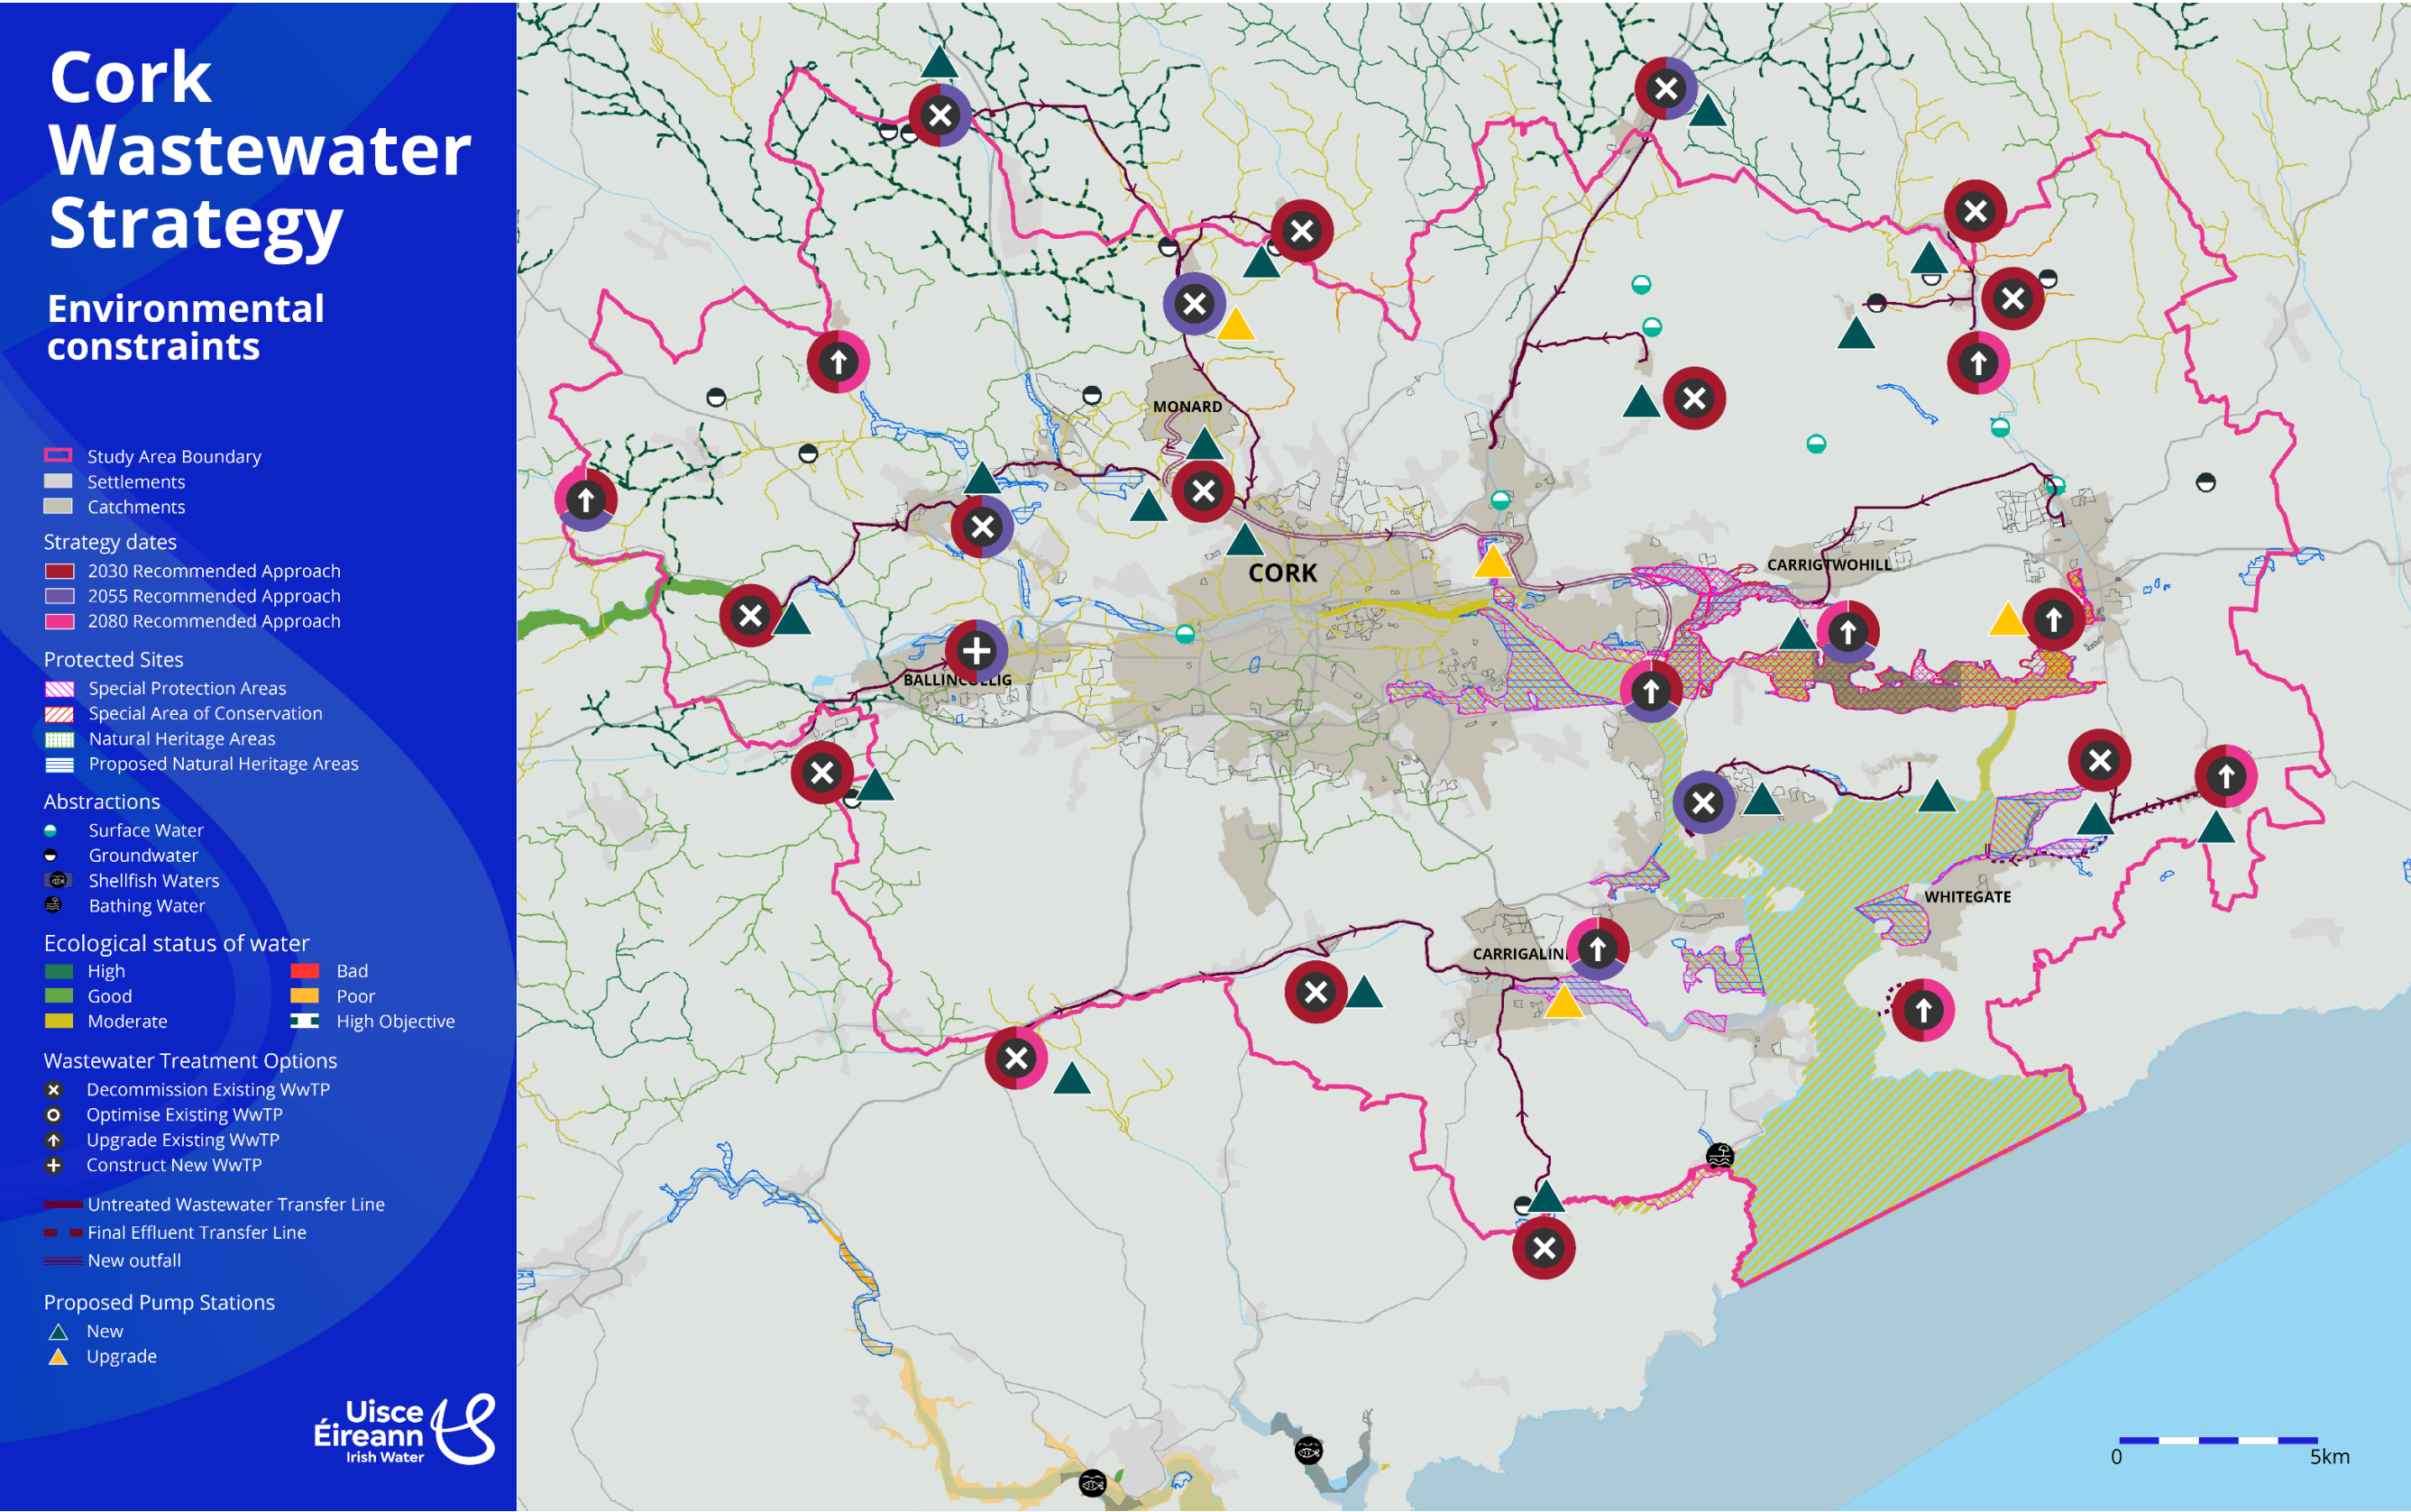 Cork
Wastewater
Strategy
Environmental
constraints
Study Area Boundary
Settlements
Catchments
Strategy dates
2030 Recommended Approach
2055 Recommended Approach
2080 Recommended Approach
Protected Sites
Special Protection Areas
Special Area of Conservation
Natural Heritage Areas
Proposed Natural Heritage Areas
Abstractions
Surface Water
Groundwater
Shellfish Waters
Bathing Water
Ecological status of water
High
Bad
Good
Poor
Moderate
High Objective
Wastewater Treatment Options
Decommission Existing WwTP
Optimise Existing WwTP
Upgrade Existing WwTP
Construct New WwTP
Untreated Wastewater Transfer Line
Final Effluent Transfer Line
New outfall
Proposed Pump Stations
New
Upgrade
Uisce
Éireann
Irish Water
MONARD
CORK
CARRIGTWOHILL
BALLINCOLLIG
WHITEGATE
CARRIGALIN
0
5km